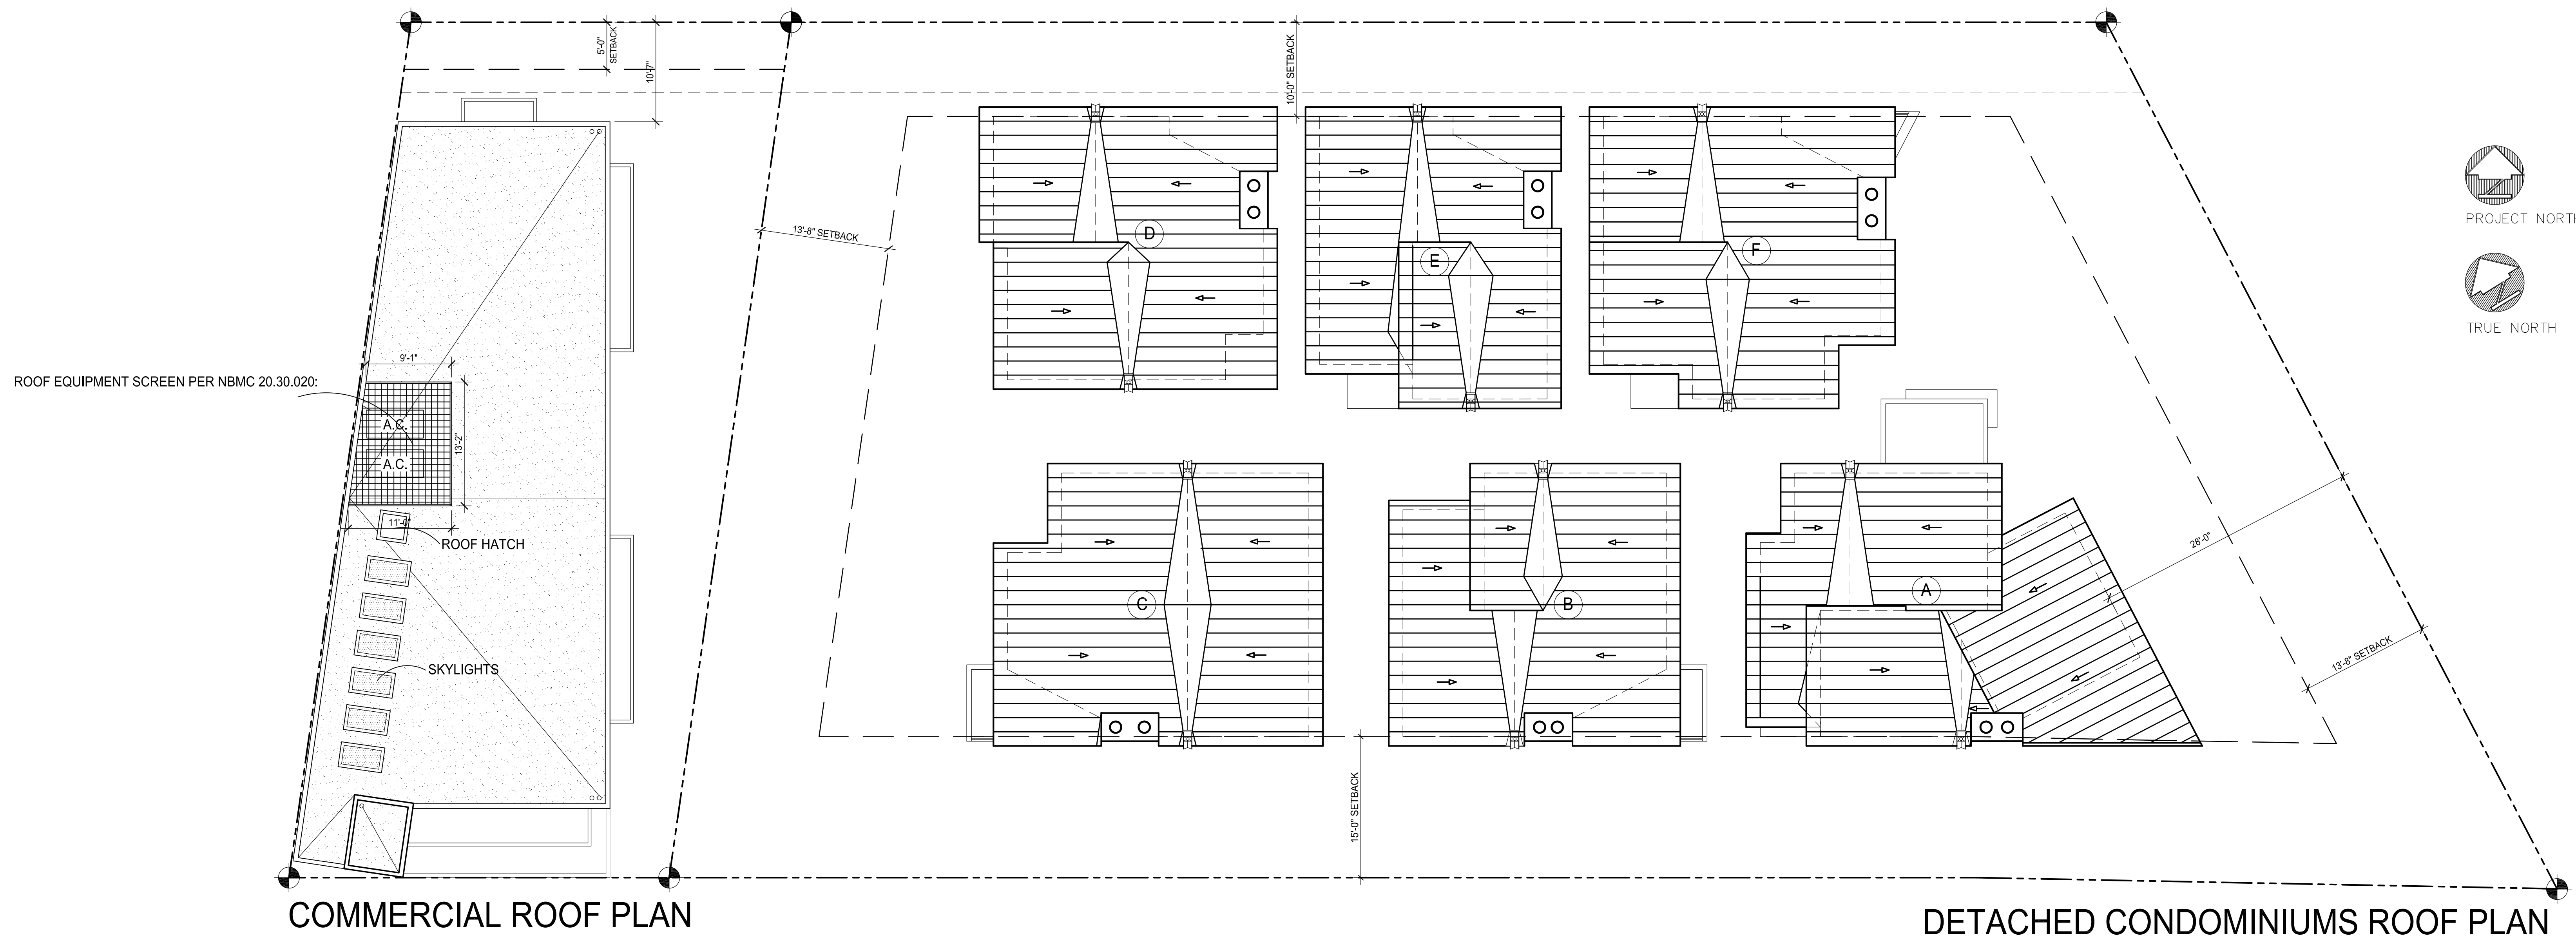 5'-0"
SETBACK
10'-7"
10'-0" SETBACK
PROJECT NORTH
TRUE NORTH
13'-8" SETBACK
D
E
F
ROOF EQUIPMENT SCREEN PER NBMC 20.30.020:
9'-1"
A.C.
A.C.
13'-2"
11'-0"
ROOF HATCH
SKYLIGHTS
C
B
A
28'-0"
13'-8" SETBACK
15'-0" SETBACK
COMMERCIAL ROOF PLAN
DETACHED CONDOMINIUMS ROOF PLAN